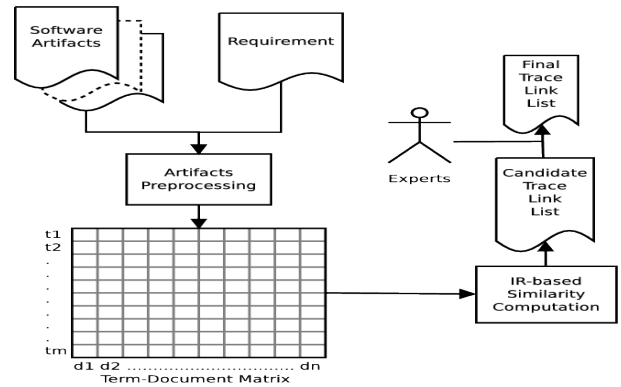 Software
Artifacts
Requirement
Final
Trace
Link
List
Experts
Artifacts
Preprocessing
Candidate
Trace
Link
List
t1
t2
.
.
.
.
.
.
tm
IR-based
Similarity
Computation
d1 d2 ................................. dn
Term-Document Matrix